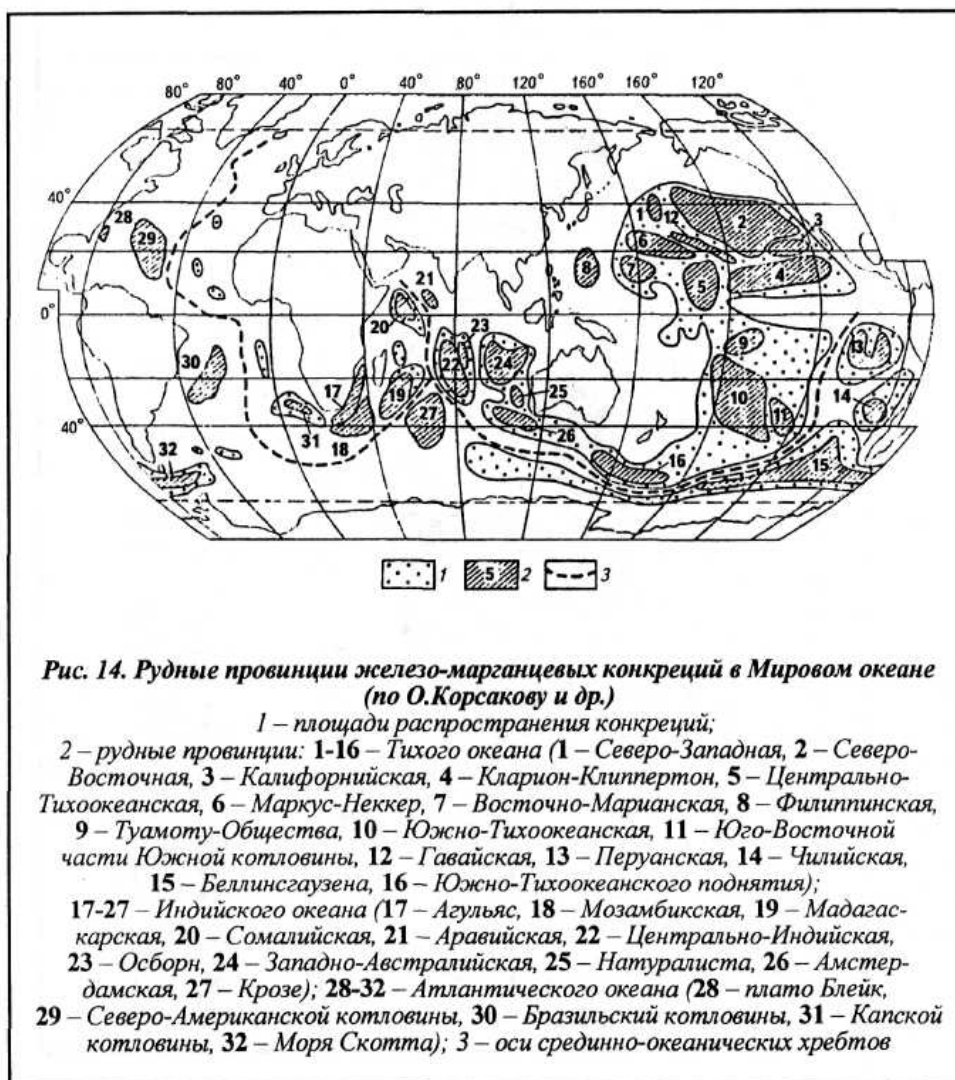 80° 80° 40° 0° 40° 80° 120° 160° 160° 120°
40°
28
29
1
12
2
3
6
7
8
5
4
21
0°
20
23
30
22
24
9
13
17
19
27
25
10
11
14
40°
31
18
26
32
16
15
1
5 2
3
Рис. 14. Рудные провинции железо-марганцевых конкреций в Мировом океане
(по О.Корсакову и др.)
1 – площади распространения конкреций;
2 – рудные провинции: 1-16 – Тихого океана (1 – Северо-Западная, 2 – Северо-
Восточная, 3 – Калифорнийская, 4 – Кларион-Клиппертон, 5 – Центрально-
Тихоокеанская, 6 – Маркус-Неккер, 7 – Восточно-Марианская, 8 – Филиппинская,
9 – Туамоту-Общества, 10 – Южно-Тихоокеанская, 11 – Юго-Восточной
части Южной котловины, 12 – Гавайская, 13 – Перуанская, 14 – Чилийская,
15 – Беллинсгаузена, 16 – Южно-Тихоокеанского поднятия);
17-27 – Индийского океана (17 – Агульяс, 18 – Мозамбикская, 19 – Мадагас-
карская, 20 – Сомалийская, 21 – Аравийская, 22 – Центрально-Индийская,
23 – Осборн, 24 – Западно-Австралийская, 25 – Натуралиста, 26 – Амстер-
дамская, 27 – Крозе); 28-32 – Атлантического океана (28 – плато Блейк,
29 – Северо-Американской котловины, 30 – Бразильский котловины, 31 – Капской
котловины, 32 – Моря Скотта); 3 – оси срединно-океанических хребтов